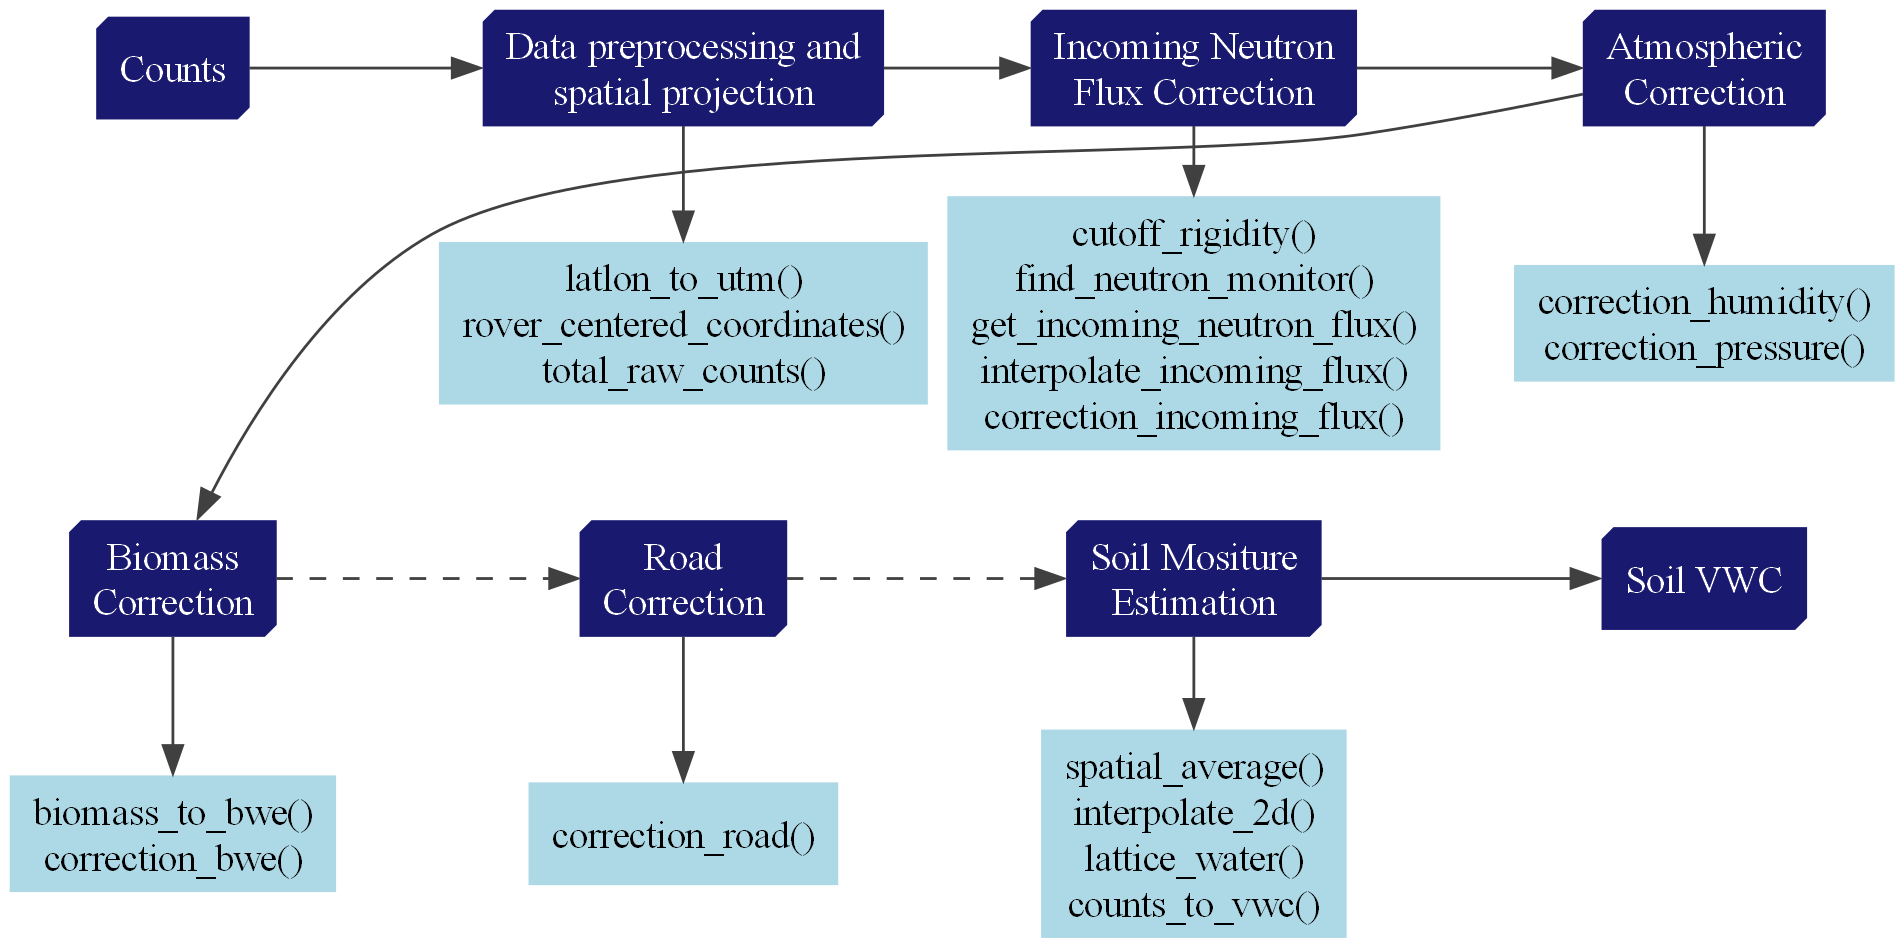 Counts
Data preprocessing and
spatial projection
Incoming Neutron
Flux Correction
Atmospheric
Correction
latlon_to_utm()
rover_centered_coordinates()
total_raw_counts()
cutoff_rigidity()
find_neutron_monitor()
get_incoming_neutron_flux()
interpolate_incoming_flux()
correction_incoming_flux()
correction_humidity()
correction_pressure()
Biomass
Correction
Road
Correction
Soil Mositure
Estimation
Soil VWC
biomass_to_bwe()
correction_bwe()
correction_road()
spatial_average()
interpolate_2d()
lattice_water()
counts_to_vwc()